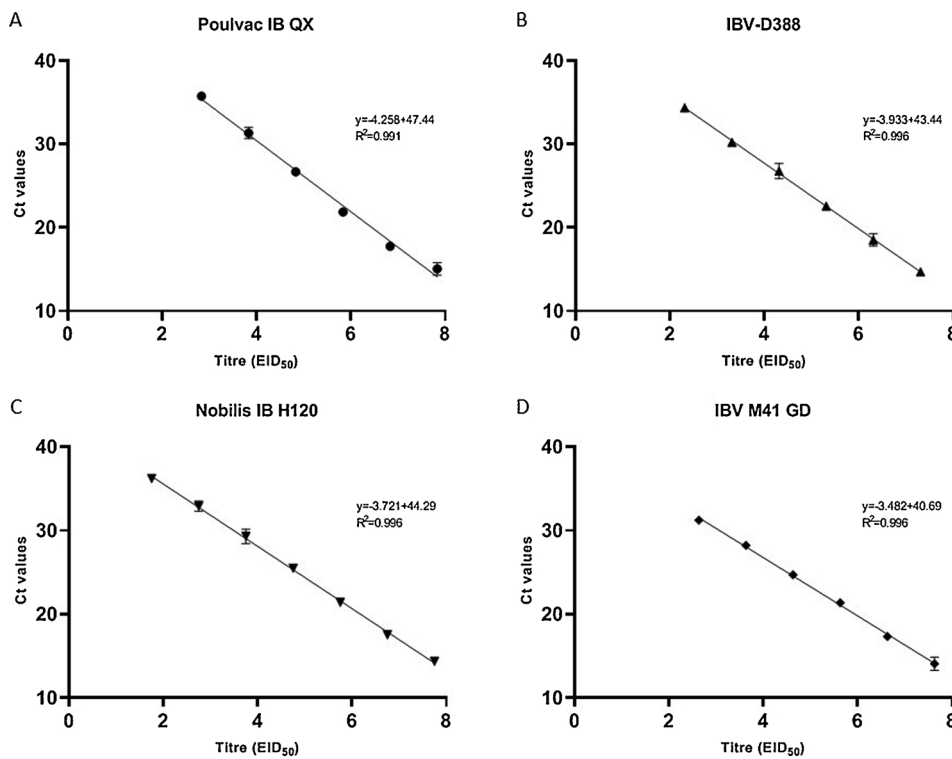 A
Poulvac IB QX
40
30
20
10
Ct values
y=-4.258+47.44
R²=0.991
0
2
4
6
8
Titre (EID₅₀)
B
IBV-D388
40
30
20
10
Ct values
y=-3.933+43.44
R²=0.996
0
2
4
6
8
Titre (EID₅₀)
C
Nobilis IB H120
40
30
20
10
Ct values
y=-3.721+44.29
R²=0.996
0
2
4
6
8
Titre (EID₅₀)
D
IBV M41 GD
40
30
20
10
Ct values
y=-3.482+40.69
R²=0.996
0
2
4
6
8
Titre (EID₅₀)